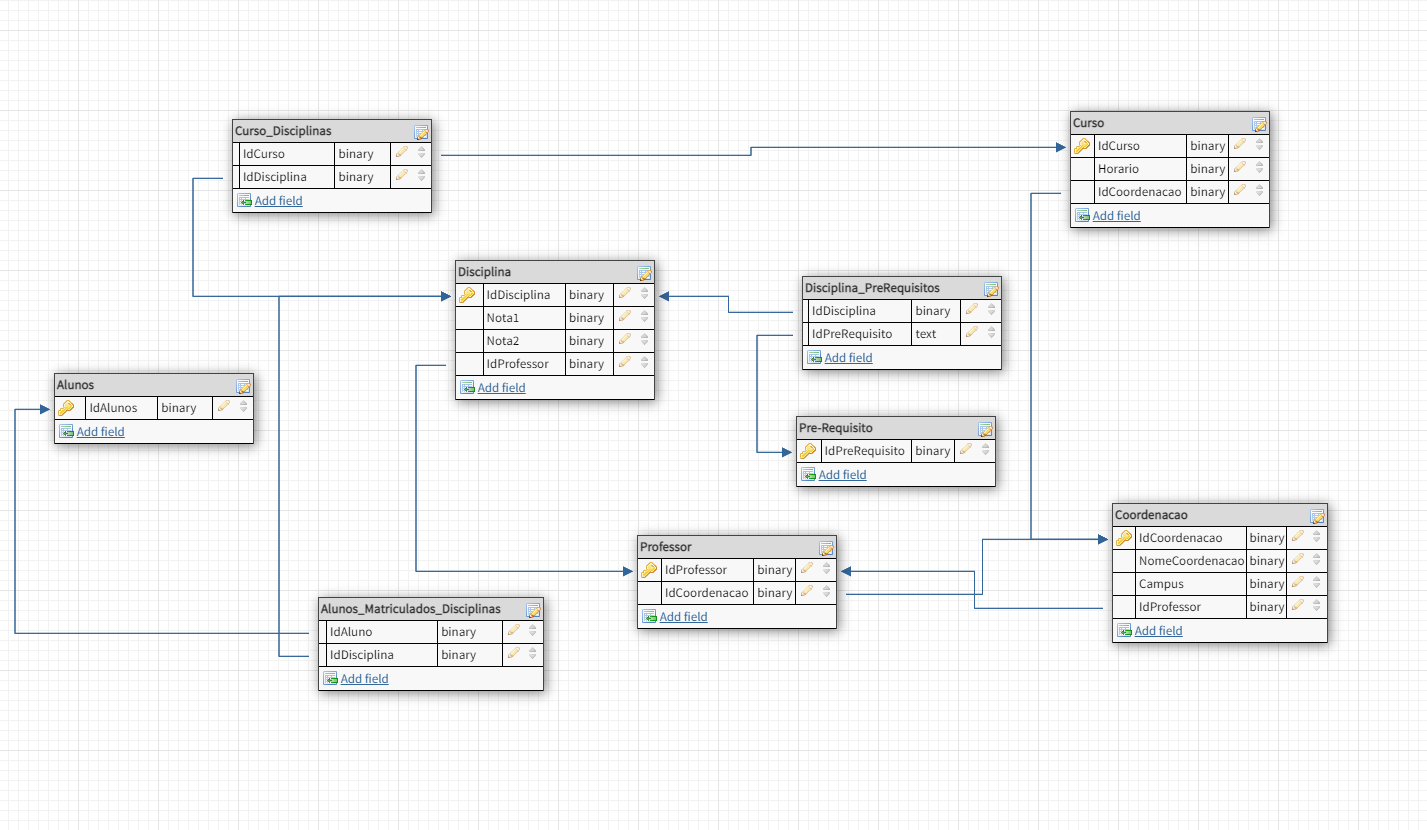 Curso_Disciplinas
IdCurso binary
IdDisciplina binary
Add field
Curso
IdCurso binary
Horario binary
IdCoordenacao binary
Add field
Disciplina
IdDisciplina binary
Nota1 binary
Nota2 binary
IdProfessor binary
Add field
Disciplina_PreRequisitos
IdDisciplina binary
IdPreRequisito text
Add field
Alunos
IdAlunos binary
Add field
Pre-Requisito
IdPreRequisito binary
Add field
Coordenacao
IdCoordenacao binary
NomeCoordenacao binary
Campus binary
IdProfessor binary
Add field
Professor
IdProfessor binary
IdCoordenacao binary
Add field
Alunos_Matriculados_Disciplinas
IdAluno binary
IdDisciplina binary
Add field